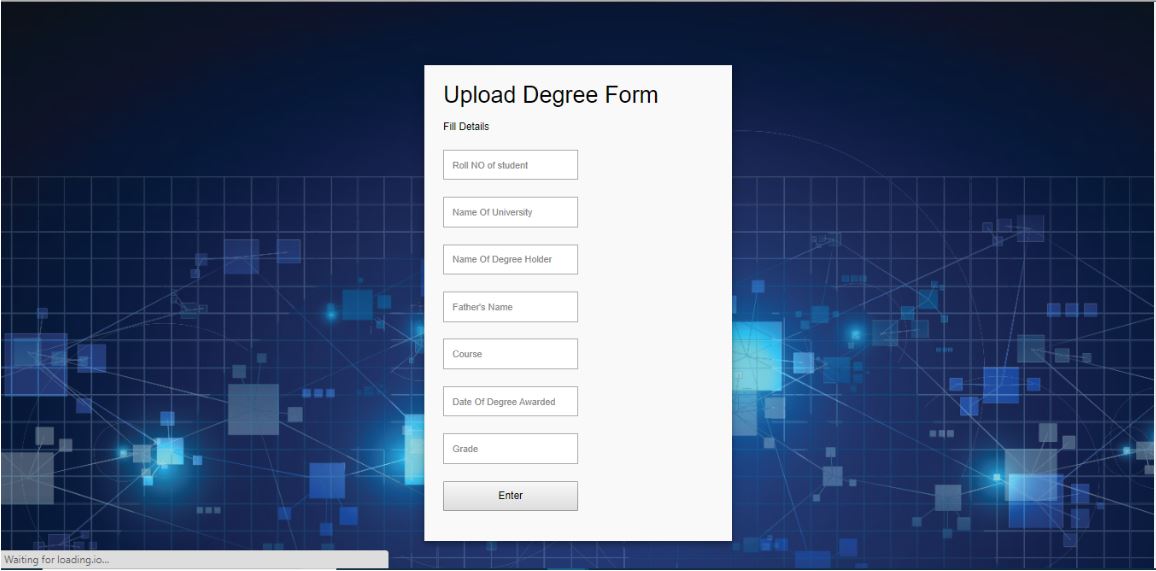 Upload Degree Form
Fill Details
Roll NO of student
Name Of University
Name Of Degree Holder
Father's Name
Course
Date Of Degree Awarded
Grade
Enter
Waiting for loading.io...